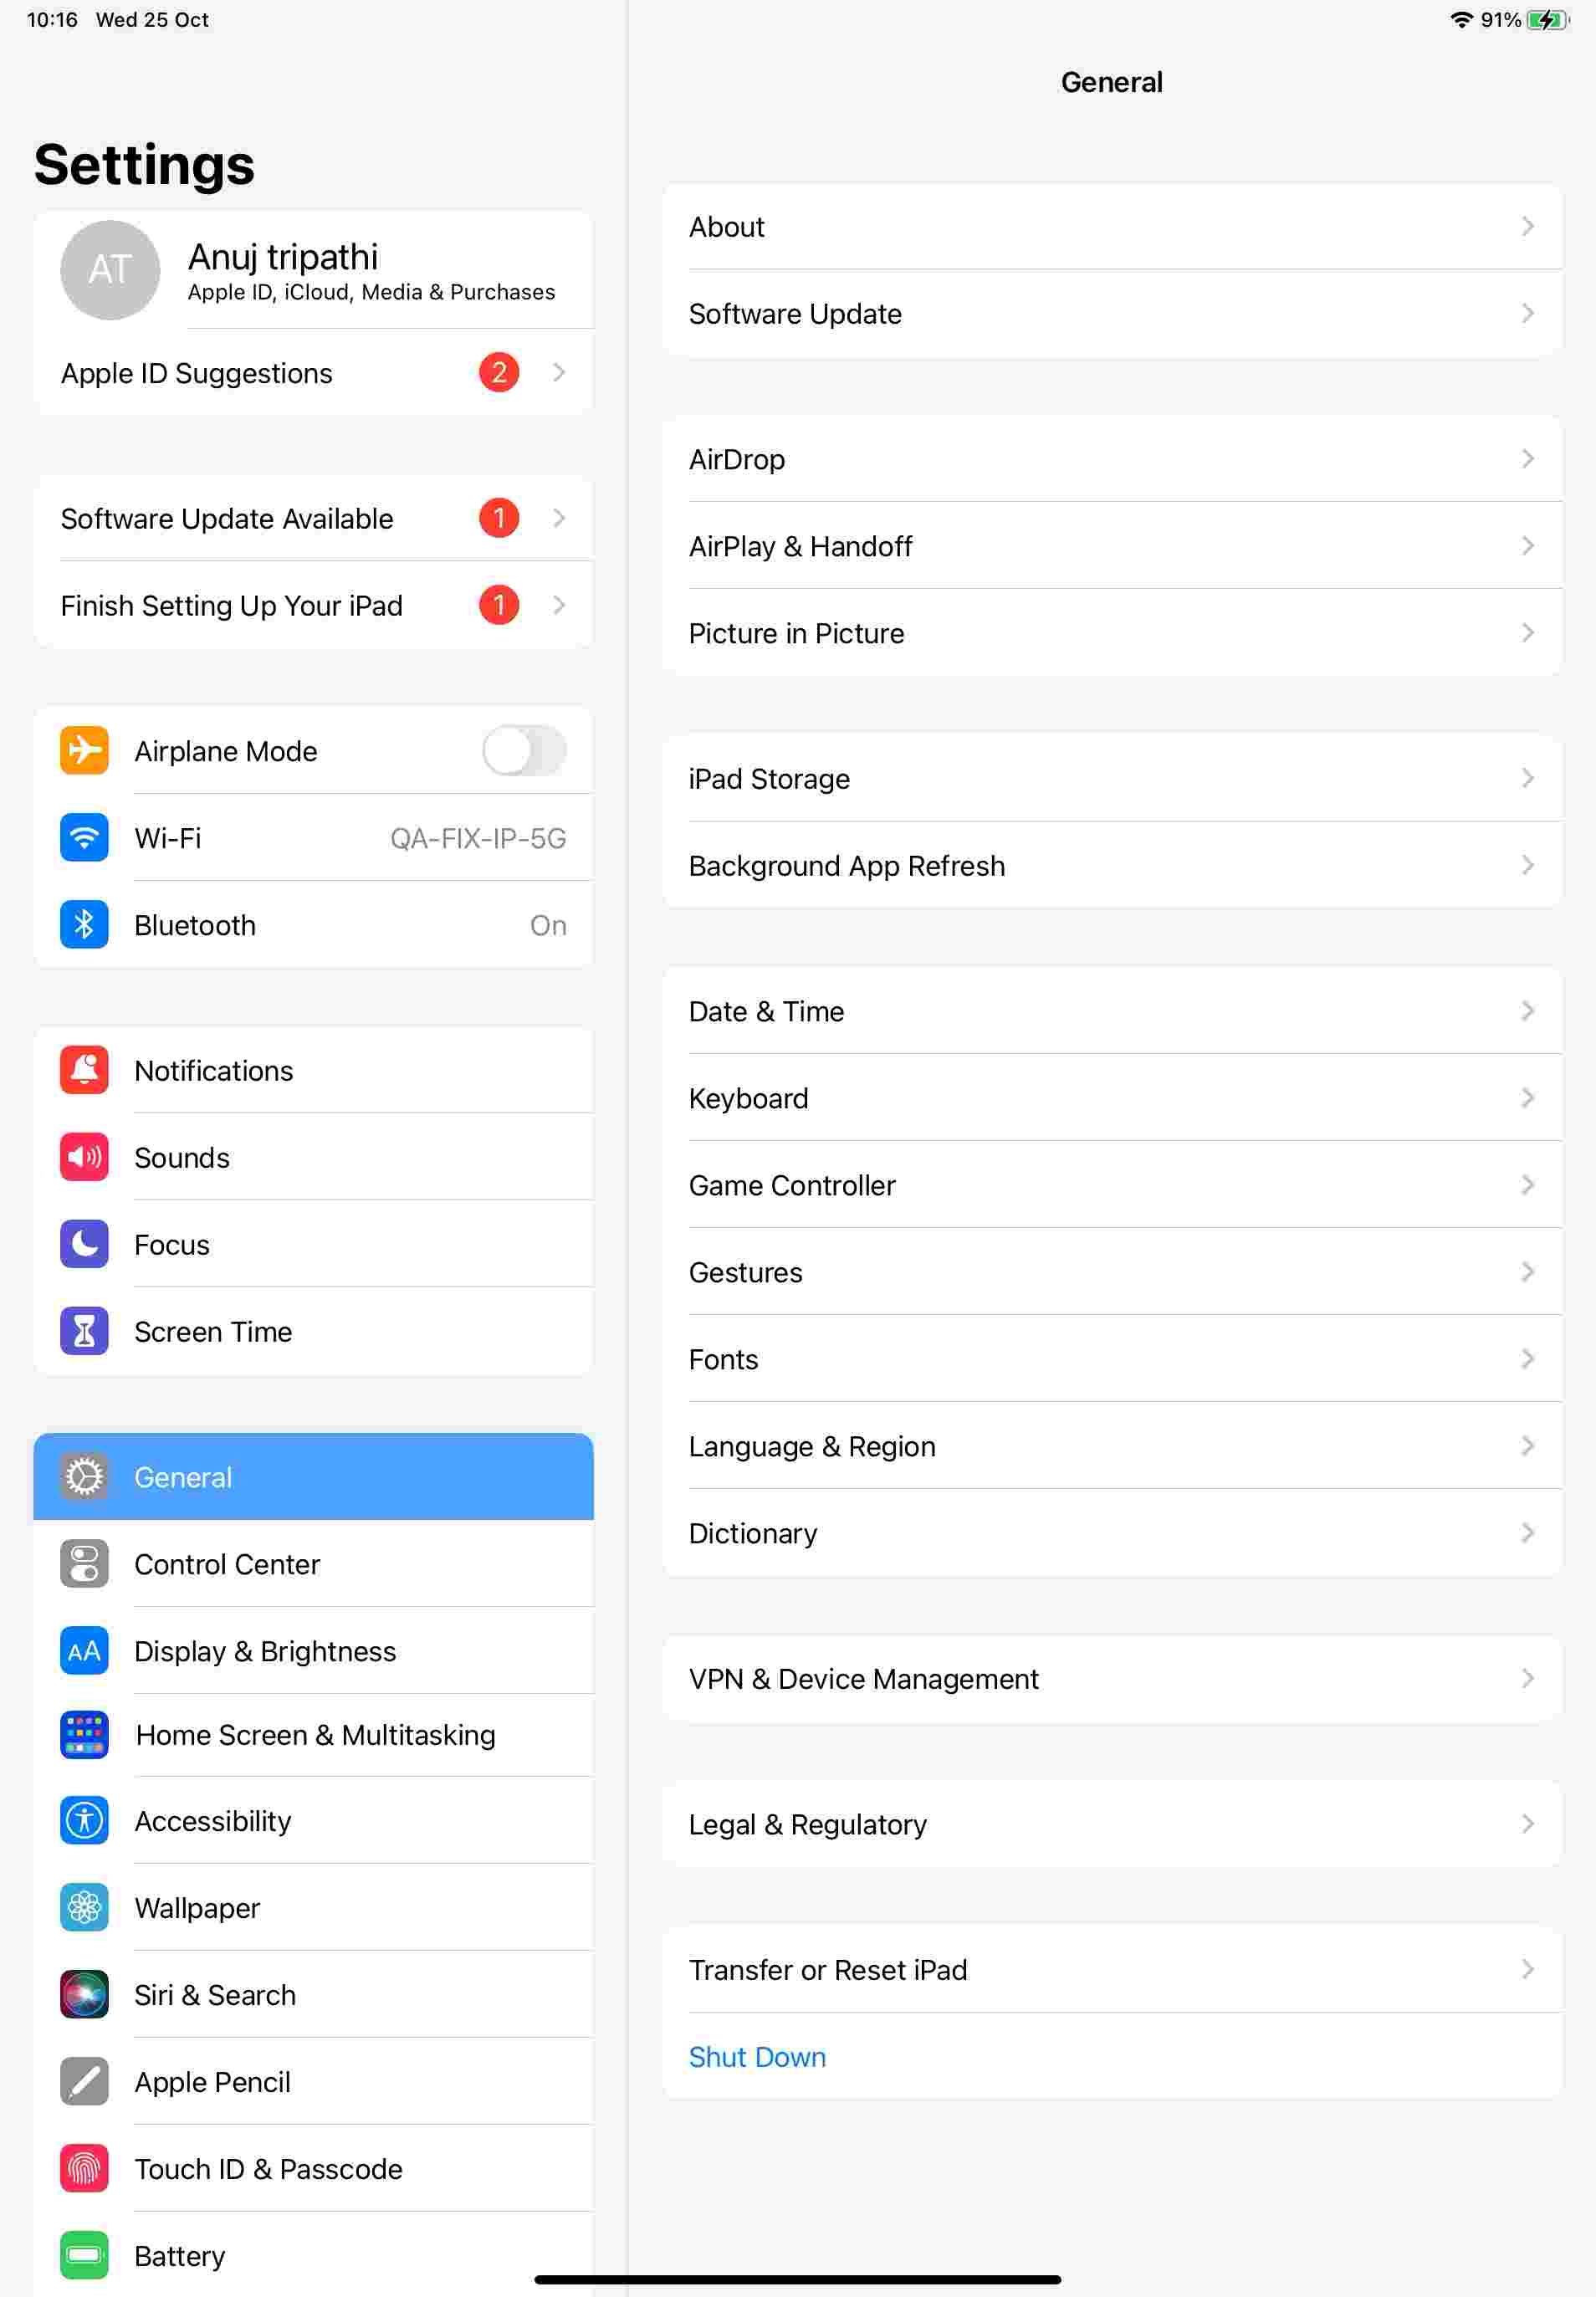 10:16 Wed 25 Oct
91%
Settings
AT
Anuj tripathi
Apple ID, iCloud, Media & Purchases
Apple ID Suggestions 2
Software Update Available 1
Finish Setting Up Your iPad 1
Airplane Mode
Wi-Fi QA-FIX-IP-5G
Bluetooth On
Notifications
Sounds
Focus
Screen Time
General
Control Center
AA Display & Brightness
Home Screen & Multitasking
Accessibility
Wallpaper
Siri & Search
Apple Pencil
Touch ID & Passcode
Battery
General
About
Software Update
AirDrop
AirPlay & Handoff
Picture in Picture
iPad Storage
Background App Refresh
Date & Time
Keyboard
Game Controller
Gestures
Fonts
Language & Region
Dictionary
VPN & Device Management
Legal & Regulatory
Transfer or Reset iPad
Shut Down